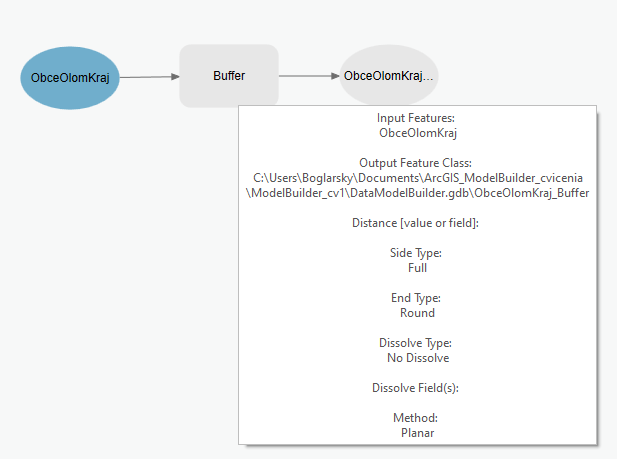 ObceOlomKraj
Buffer
ObceOlomKraj...
Input Features:
ObceOlomKraj
Output Feature Class:
C:\Users\Boglarsky\Documents\ArcGIS_ModelBuilder_cvicenia
\ModelBuilder_cv1\DataModelBuilder.gdb\ObceOlomKraj_Buffer
Distance [value or field]:
Side Type:
Full
End Type:
Round
Dissolve Type:
No Dissolve
Dissolve Field(s):
Method:
Planar